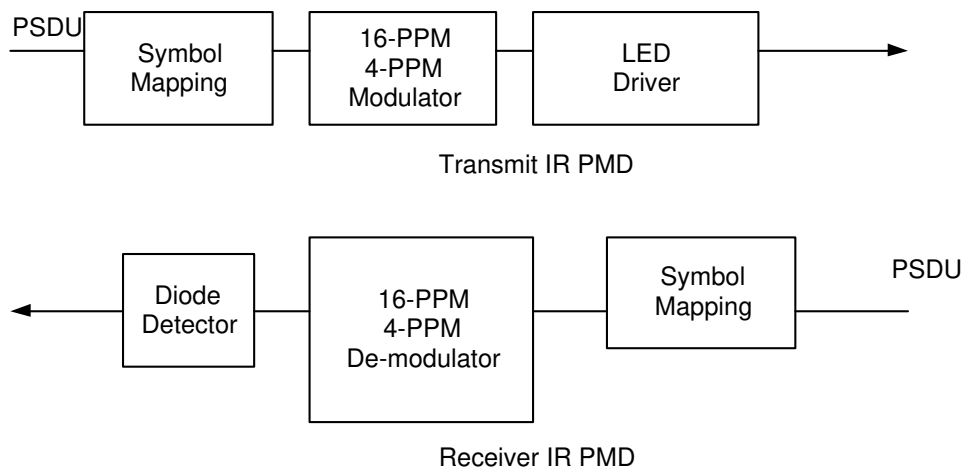 PSDU
Symbol
Mapping
16-PPM
4-PPM
Modulator
LED
Driver
Transmit IR PMD
Diode
Detector
16-PPM
4-PPM
De-modulator
Symbol
Mapping
PSDU
Receiver IR PMD